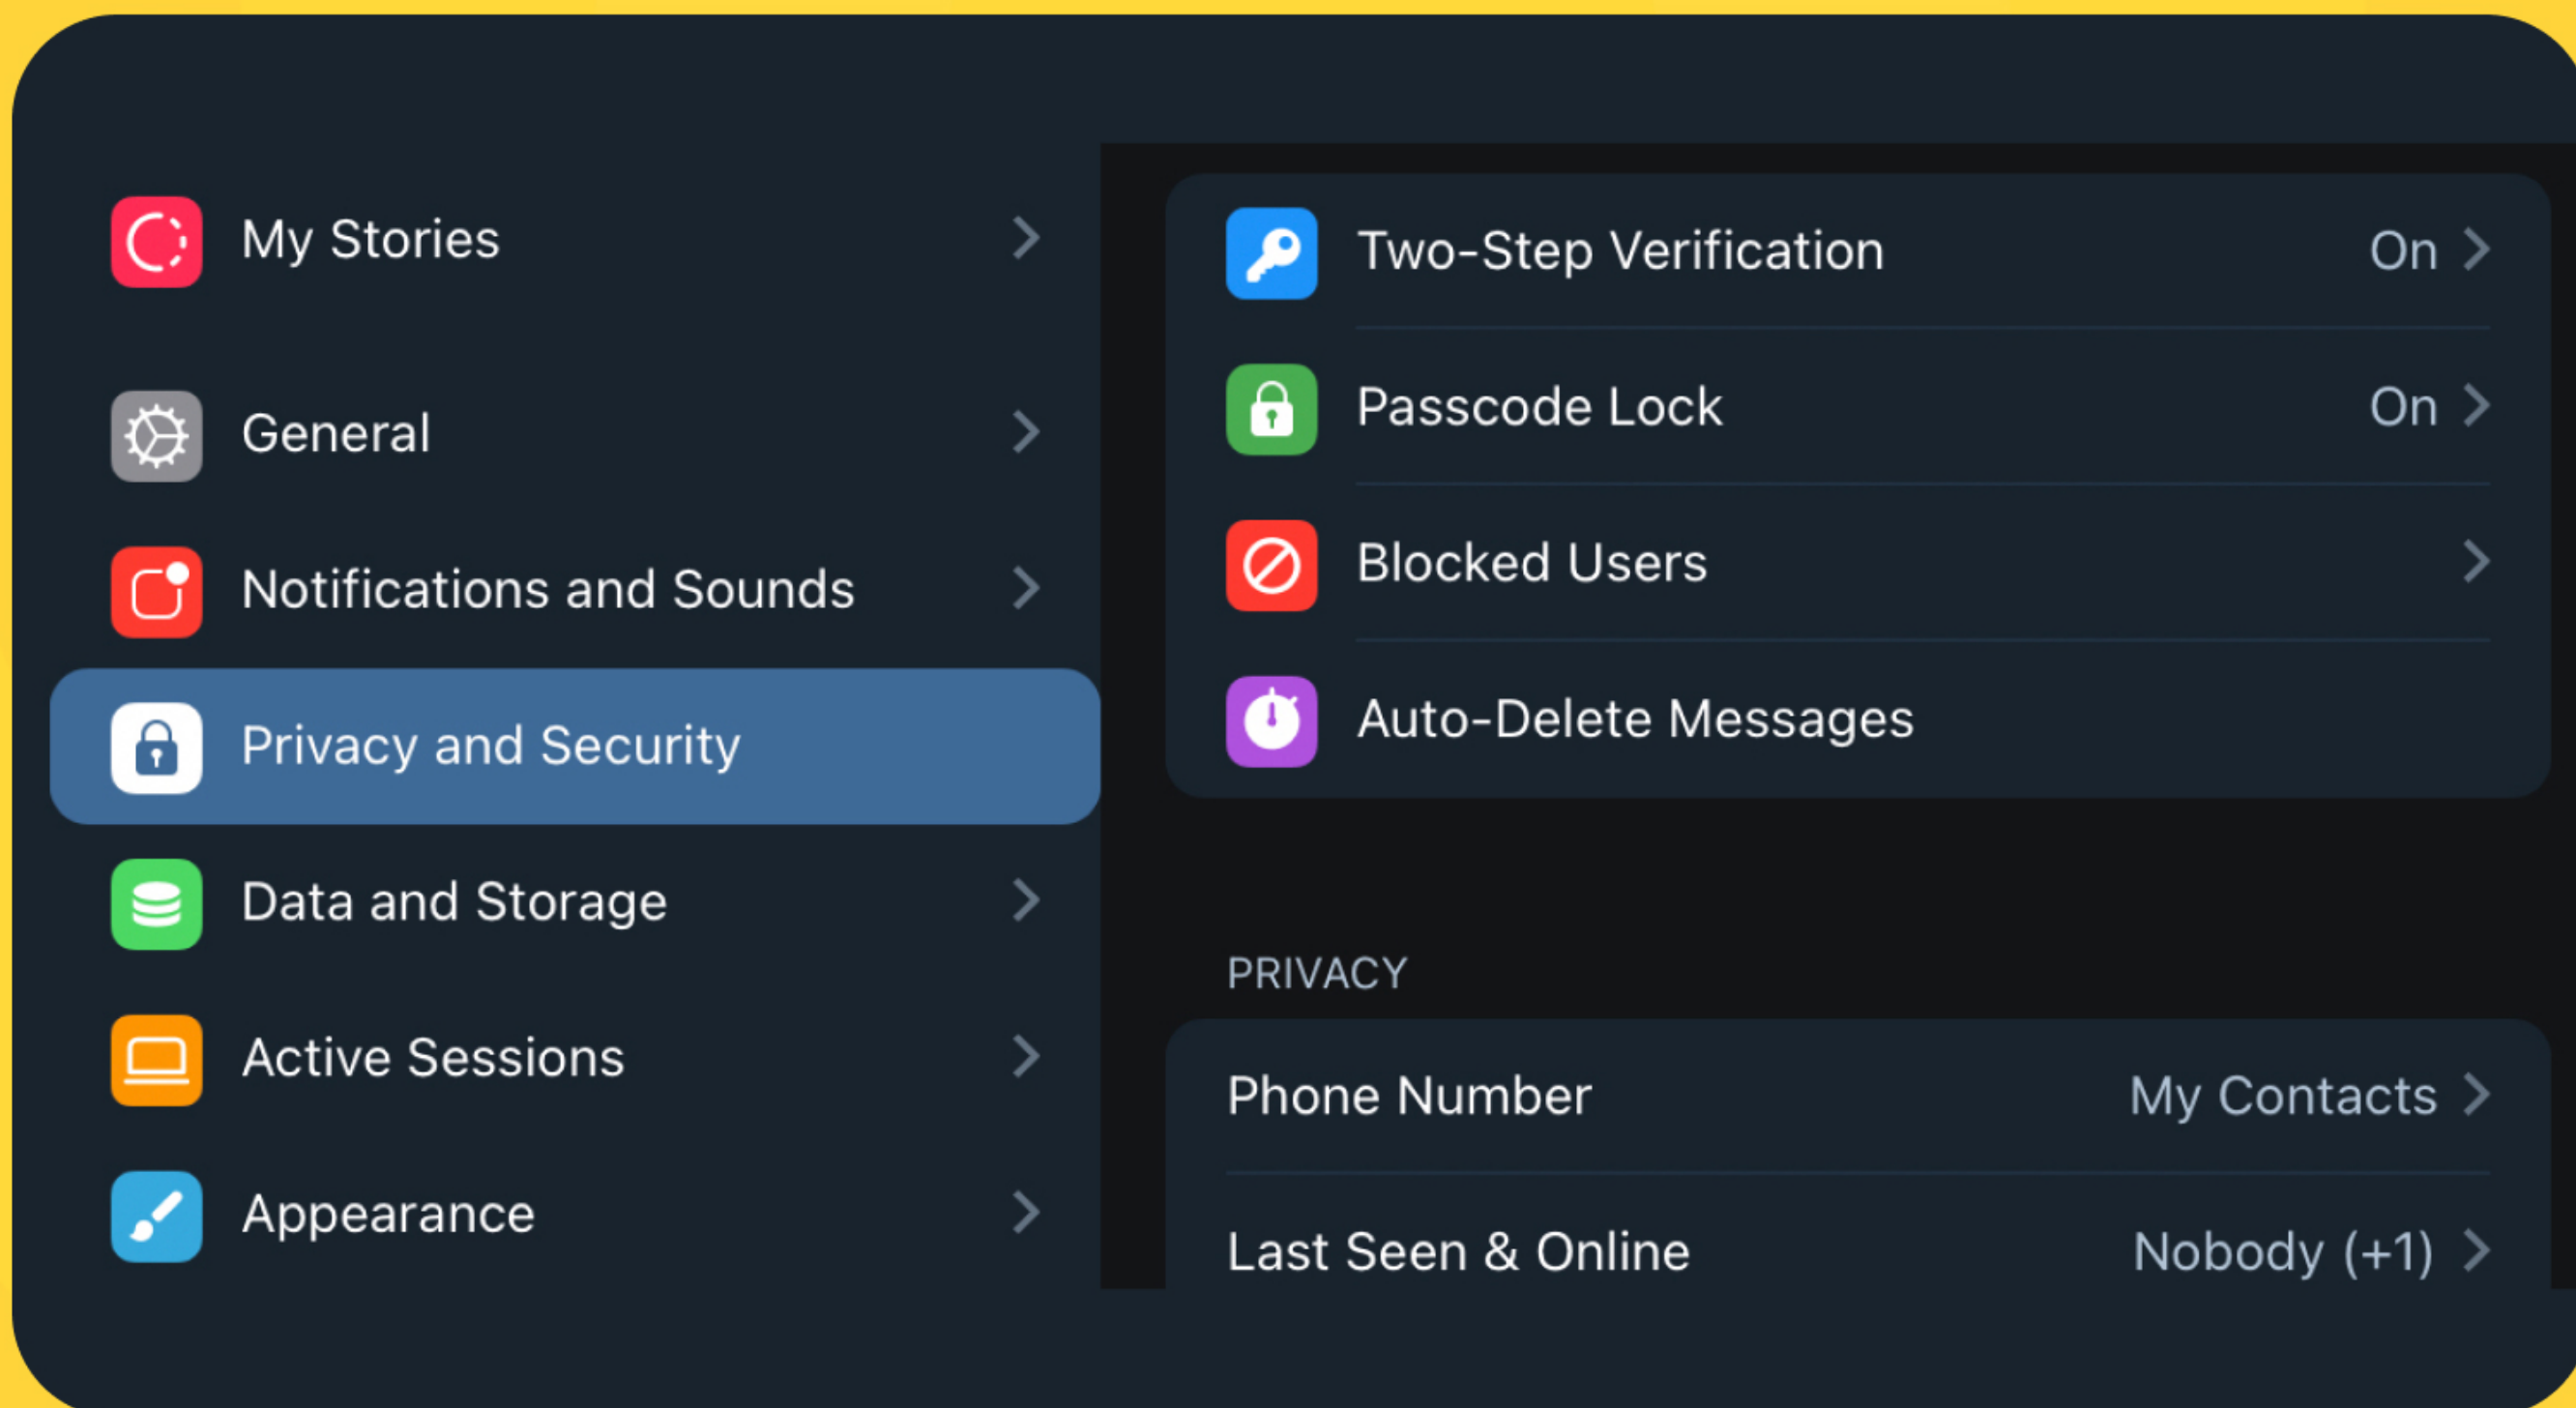 My Stories
General
Notifications and Sounds
Privacy and Security
Data and Storage
Active Sessions
Appearance
Two-Step Verification On
Passcode Lock On
Blocked Users
Auto-Delete Messages
PRIVACY
Phone Number My Contacts
Last Seen & Online Nobody (+1)